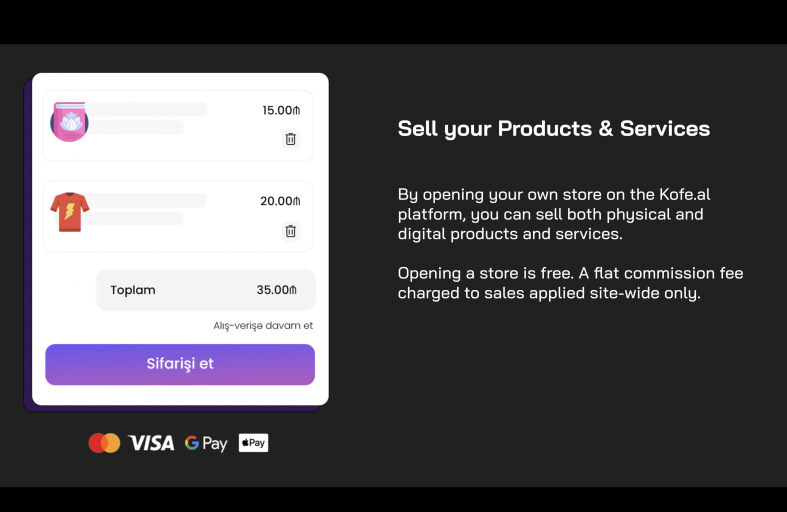 15.00₼
20.00₼
Toplam 35.00₼
Alış-verişə davam et
Sifarişi et
VISA G Pay Pay
Sell your Products & Services
By opening your own store on the Kofe.al
platform, you can sell both physical and
digital products and services.
Opening a store is free. A flat commission fee
charged to sales applied site-wide only.